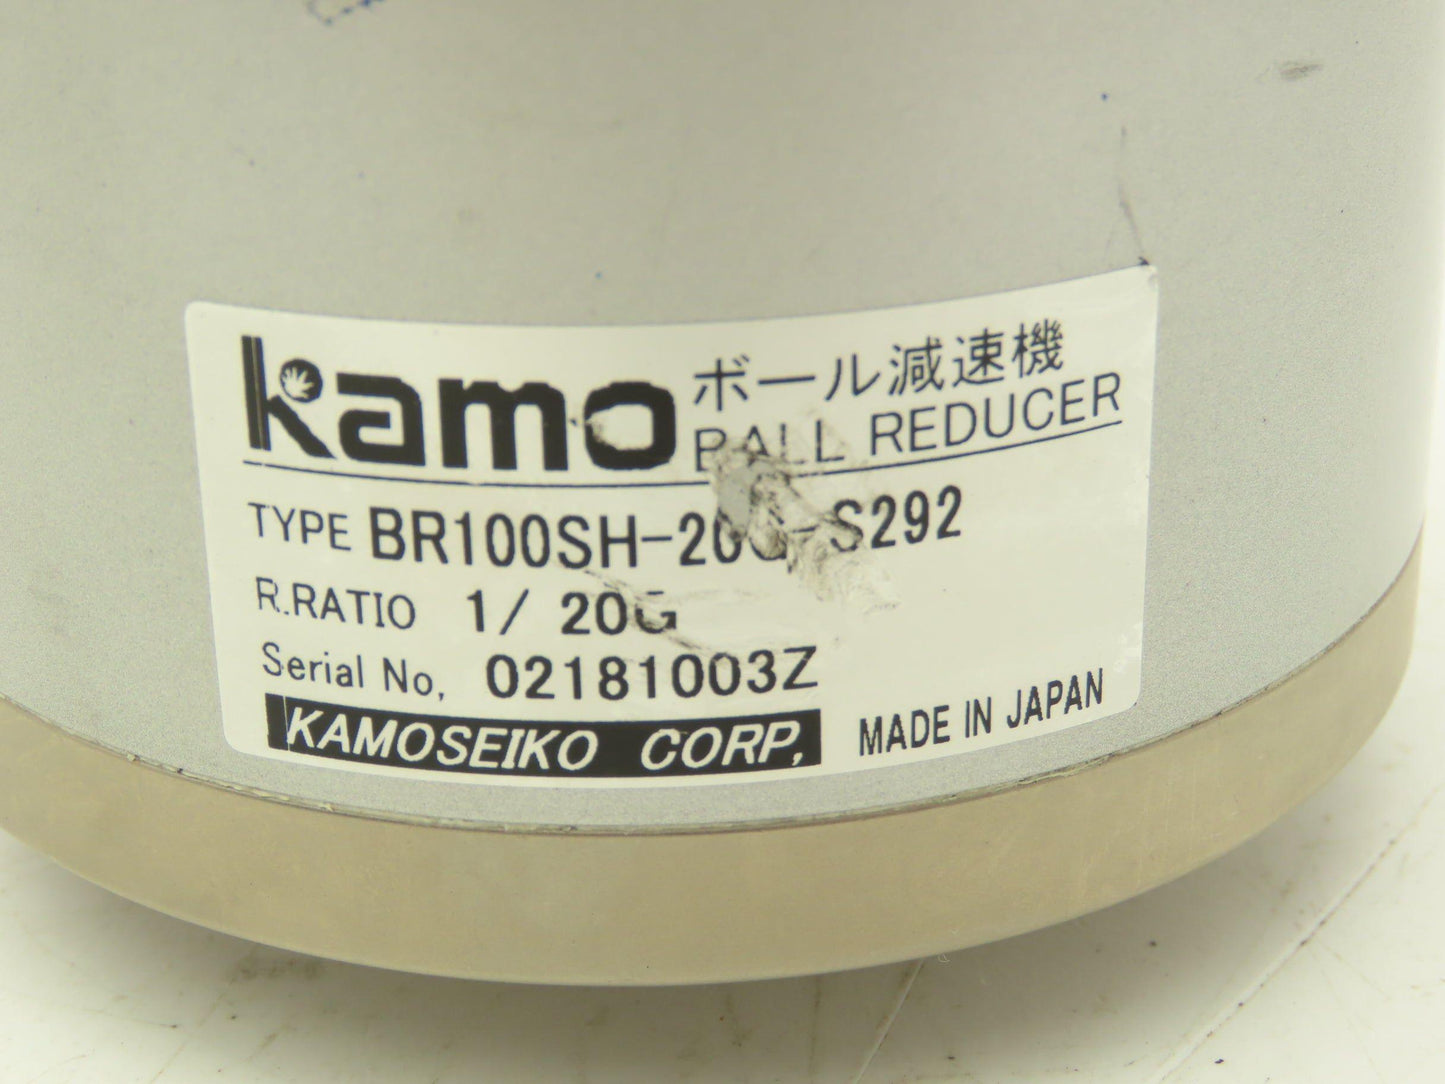 kamo ボール減速機
BALL REDUCER
TYPE BR100SH-20G-S292
R.RATIO 1/ 20G
Serial No. 02181003Z
KAMOSEIKO CORP.
MADE IN JAPAN